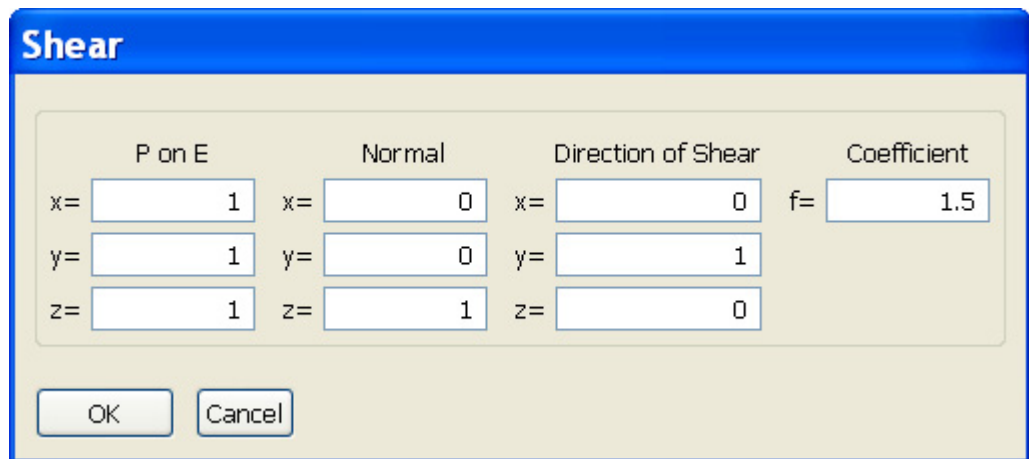 Shear
P on E Normal Direction of Shear Coefficient
x= 1 x= 0 x= 0 f= 1.5
y= 1 y= 0 y= 1
z= 1 z= 1 z= 0
OK Cancel